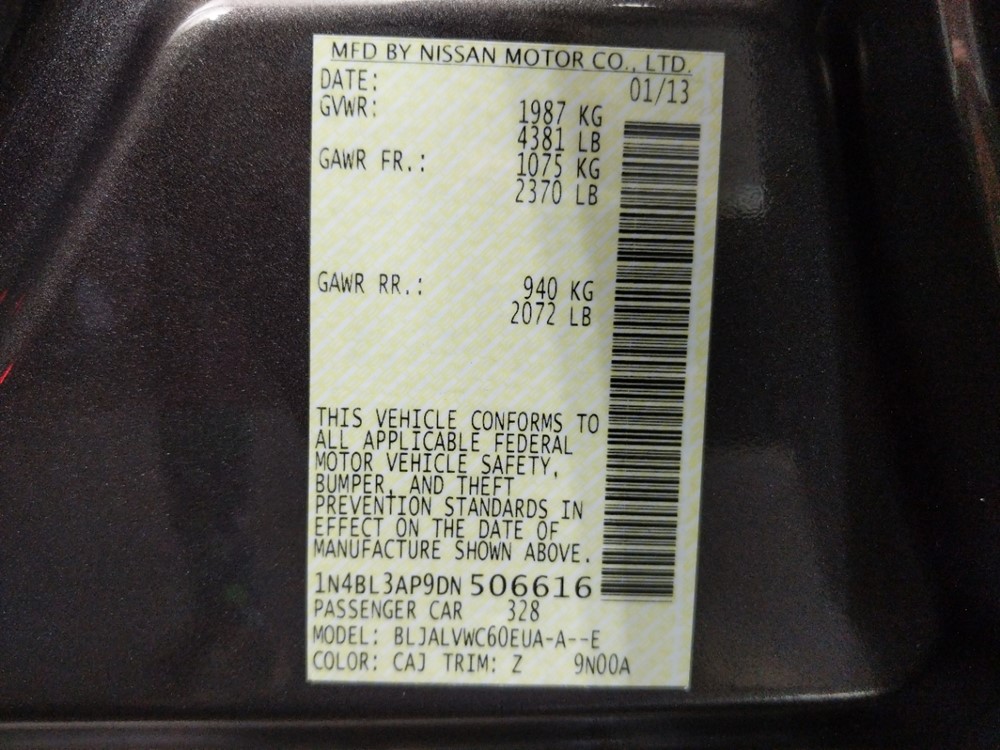 MFD BY NISSAN MOTOR CO., LTD.
DATE: 01/13
GVWR: 1987 KG
4381 LB
GAWR FR.: 1075 KG
2370 LB
GAWR RR.: 940 KG
2072 LB
THIS VEHICLE CONFORMS TO
ALL APPLICABLE FEDERAL
MOTOR VEHICLE SAFETY,
BUMPER, AND THEFT
PREVENTION STANDARDS IN
EFFECT ON THE DATE OF
MANUFACTURE SHOWN ABOVE.
1N4BL3AP9DN 506616
PASSENGER CAR 328
MODEL: BLJALVWC60EUA-A--E
COLOR: CAJ TRIM: Z 9N00A